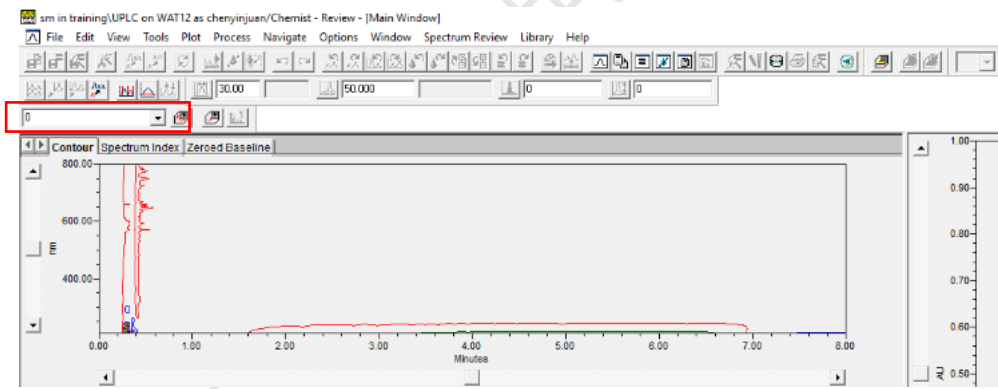 sm in training\UPLC on WAT12 as chenyinjuan/Chemist - Review - [Main Window]
File Edit View Tools Plot Process Navigate Options Window Spectrum Review Library Help
30.00 50.000 0 0
0
Contour Spectrum Index Zeroed Baseline
800.00
600.00
nm
400.00
0.00 1.00 2.00 3.00 4.00 5.00 6.00 7.00 8.00
Minutes
1.00
0.90
0.80
0.70
0.60
AU
0.50